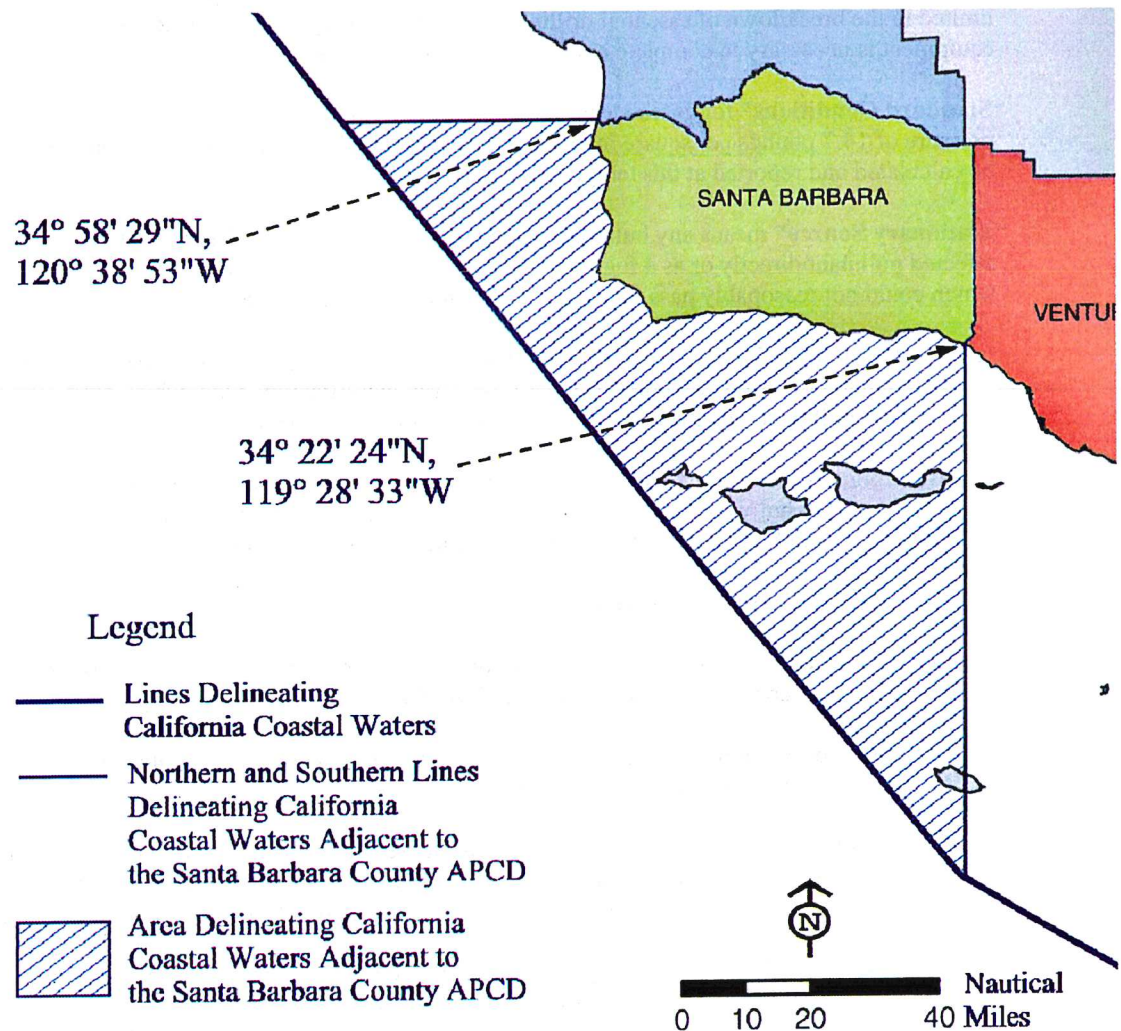 SANTA BARBARA
34° 58' 29"N,
120° 38' 53"W
VENTU
34° 22' 24"N,
119° 28' 33"W
Legend
Lines Delineating
California Coastal Waters
Northern and Southern Lines
Delineating California
Coastal Waters Adjacent to
the Santa Barbara County APCD
Area Delineating California
Coastal Waters Adjacent to
the Santa Barbara County APCD
N
Nautical
Miles
0 10 20 40